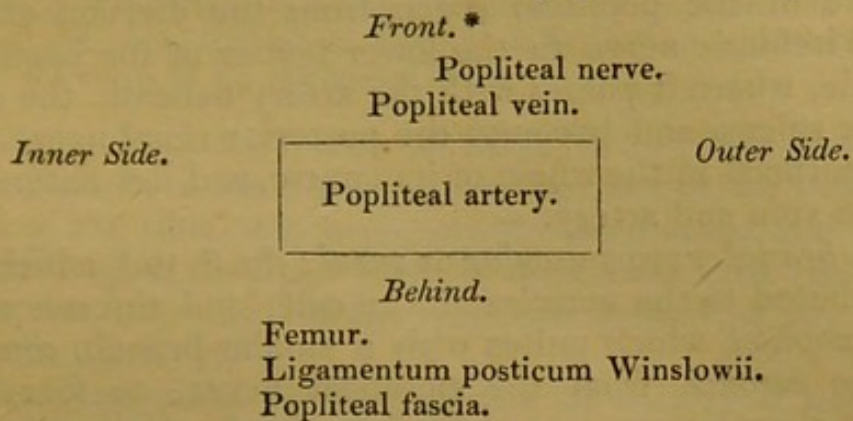 Front.*
Popliteal nerve.
Popliteal vein.
Inner Side.
Outer Side.
Popliteal artery.
Behind.
Femur.
Ligamentum posticum Winslowii.
Popliteal fascia.